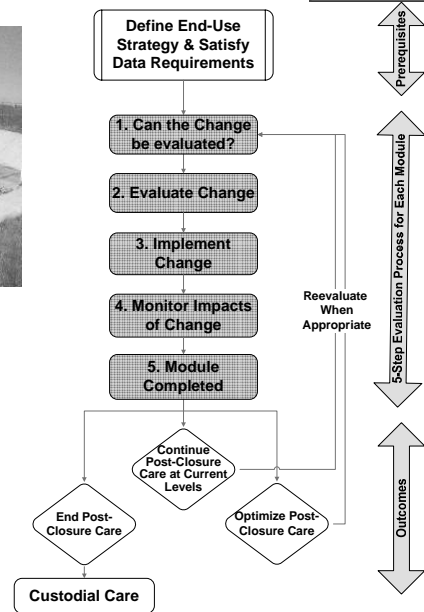 Define End-Use
Strategy & Satisfy
Data Requirements
Prerequisites
1. Can the Change
be evaluated?
2. Evaluate Change
3. Implement
Change
4. Monitor Impacts
of Change
5. Module
Completed
Reevaluate
When
Appropriate
5-Step Evaluation Process for Each Module
Continue
Post-Closure
Care at Current
Levels
End Post-
Closure Care
Optimize Post-
Closure Care
Outcomes
Custodial Care